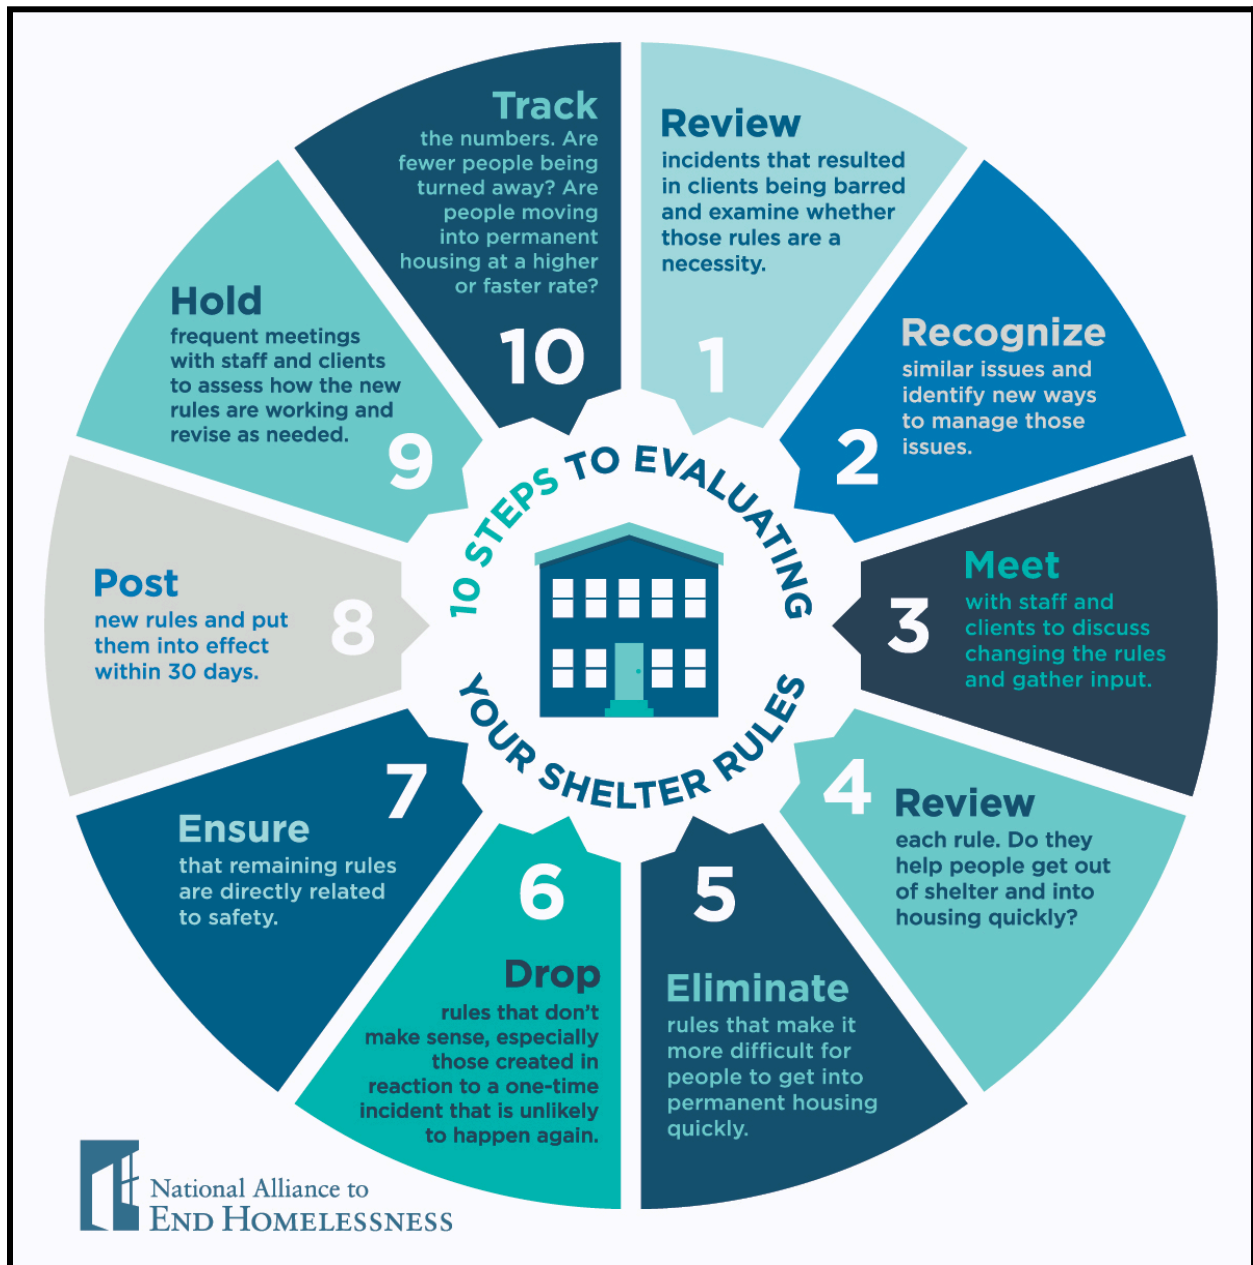 10 STEPS TO EVALUATING
YOUR SHELTER RULES
1
Review
incidents that resulted
in clients being barred
and examine whether
those rules are a
necessity.
2
Recognize
similar issues and
identify new ways
to manage those
issues.
3
Meet
with staff and
clients to discuss
changing the rules
and gather input.
4
Review
each rule. Do they
help people get out
of shelter and into
housing quickly?
5
Eliminate
rules that make it
more difficult for
people to get into
permanent housing
quickly.
6
Drop
rules that don't
make sense, especially
those created in
reaction to a one-time
incident that is unlikely
to happen again.
7
Ensure
that remaining rules
are directly related
to safety.
8
Post
new rules and put
them into effect
within 30 days.
9
Hold
frequent meetings
with staff and clients
to assess how the new
rules are working and
revise as needed.
10
Track
the numbers. Are
fewer people being
turned away? Are
people moving
into permanent
housing at a higher
or faster rate?
National Alliance to
END HOMELESSNESS